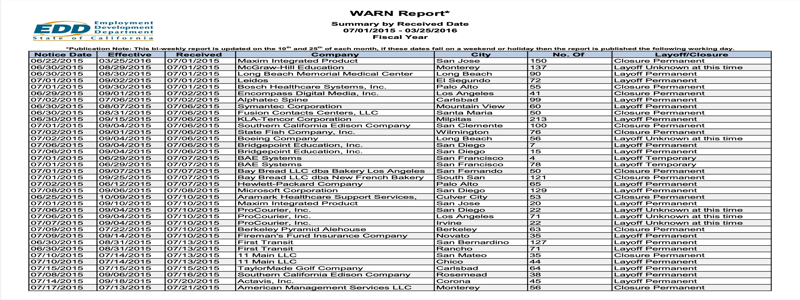 WARN Report*
EDD Employment
Development
Department
State of California
Summary by Received Date
07/01/2015 - 03/25/2016
Fiscal Year
*Publication Note: This bi-weekly report is updated on the 10th and 25th of each month, if these dates fall on a weekend or holiday then the report is published the following working day.
Notice Date Effective Received Company City No. Of Layoff/Closure
06/22/2015 03/25/2016 07/01/2015 Maxim Integrated Product San Jose 150 Closure Permanent
06/30/2015 08/29/2015 07/01/2015 McGraw-Hill Education Monterey 137 Layoff Unknown at this time
06/30/2015 08/30/2015 07/01/2015 Long Beach Memorial Medical Center Long Beach 90 Layoff Permanent
07/01/2015 09/02/2015 07/01/2015 Leidos El Segundo 72 Layoff Permanent
07/01/2015 09/30/2015 07/01/2015 Bosch Healthcare Systems, Inc. Palo Alto 55 Closure Permanent
06/26/2015 09/01/2015 07/02/2015 Encompass Digital Media, Inc. Los Angeles 41 Closure Permanent
07/02/2015 07/06/2015 07/02/2015 Alphatec Spine Carlsbad 99 Layoff Permanent
06/30/2015 08/07/2015 07/06/2015 Symantec Corporation Mountain View 60 Layoff Permanent
06/30/2015 08/31/2015 07/06/2015 Fusion Contacts Centers, LLC Santa Maria 50 Closure Permanent
06/30/2015 09/15/2015 07/06/2015 KLA-Tencor Corporation Milpitas 213 Layoff Permanent
07/01/2015 07/31/2015 07/06/2015 Southern California Edison Company San Clemente 100 Closure Permanent
07/02/2015 09/01/2015 07/06/2015 State Fish Company, Inc. Wilmington 76 Closure Permanent
07/06/2015 09/04/2015 07/06/2015 Boeing Company Long Beach 56 Layoff Unknown at this time
07/06/2015 09/04/2015 07/06/2015 Bridgepoint Education, Inc. San Diego 7 Layoff Permanent
07/06/2015 09/04/2015 07/06/2015 Bridgepoint Education, Inc. San Diego 15 Layoff Permanent
07/01/2015 06/29/2015 07/07/2015 BAE Systems San Francisco 4 Layoff Temporary
07/01/2015 06/29/2015 07/07/2015 BAE Systems San Francisco 78 Layoff Temporary
07/01/2015 09/07/2015 07/07/2015 Bay Bread LLC dba Bakery Los Angeles San Fernando 50 Closure Permanent
07/01/2015 09/25/2015 07/07/2015 Bay Bread LLC dba New French Bakery South San 121 Closure Permanent
07/02/2015 06/12/2015 07/07/2015 Hewlett-Packard Company Palo Alto 65 Layoff Permanent
07/08/2015 09/06/2015 07/08/2015 Microsoft Corporation San Diego 129 Layoff Permanent
06/25/2015 10/09/2015 07/10/2015 Aramark Healthcare Support Services, Culver City 53 Closure Permanent
07/01/2015 09/10/2015 07/10/2015 Maxim Integrated Product San Jose 20 Layoff Permanent
07/06/2015 09/04/2015 07/10/2015 ProCourier, Inc. San Diego 22 Layoff Unknown at this time
07/06/2015 09/04/2015 07/10/2015 ProCourier, Inc. Los Angeles 71 Layoff Unknown at this time
07/06/2015 09/04/2015 07/10/2015 ProCourier, Inc. Irvine 22 Layoff Unknown at this time
07/09/2015 07/22/2015 07/10/2015 Berkeley Pyramid Alehouse Berkeley 63 Closure Permanent
07/10/2015 09/14/2015 07/10/2015 Fireman's Fund Insurance Company Novato 35 Layoff Permanent
06/30/2015 08/31/2015 07/13/2015 First Transit San Bernardino 127 Layoff Permanent
06/30/2015 08/31/2015 07/13/2015 First Transit Rancho 71 Layoff Permanent
07/10/2015 07/14/2015 07/13/2015 11 Main LLC San Mateo 35 Closure Permanent
07/10/2015 07/14/2015 07/13/2015 11 Main LLC Chico 44 Layoff Permanent
07/15/2015 07/15/2015 07/15/2015 TaylorMade Golf Company Carlsbad 64 Layoff Permanent
07/08/2015 09/06/2015 07/20/2015 Southern California Edison Company Rosemead 38 Layoff Permanent
07/14/2015 09/18/2015 07/20/2015 Actavis, Inc. Corona 45 Layoff Permanent
07/17/2015 07/13/2015 07/21/2015 American Management Services LLC Monterey 56 Closure Permanent